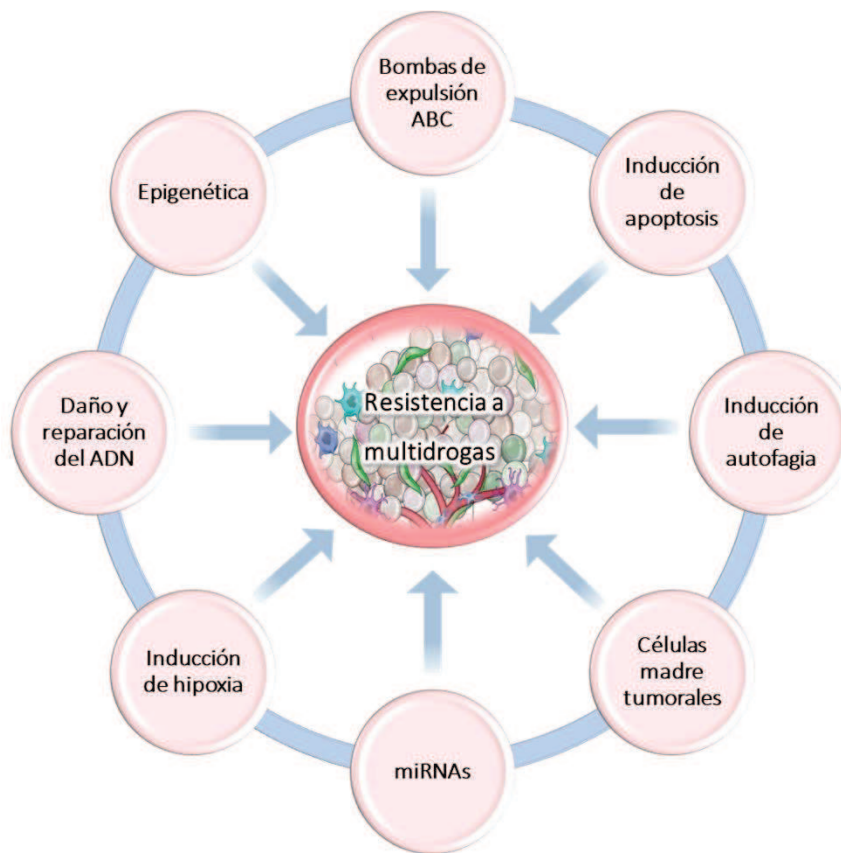 Bombas de
expulsión
ABC
Inducción
de
apoptosis
Inducción
de
autofagia
Células
madre
tumorales
miRNAs
Inducción
de hipoxia
Daño y
reparación
del ADN
Epigenética
Resistencia a
multidrogas